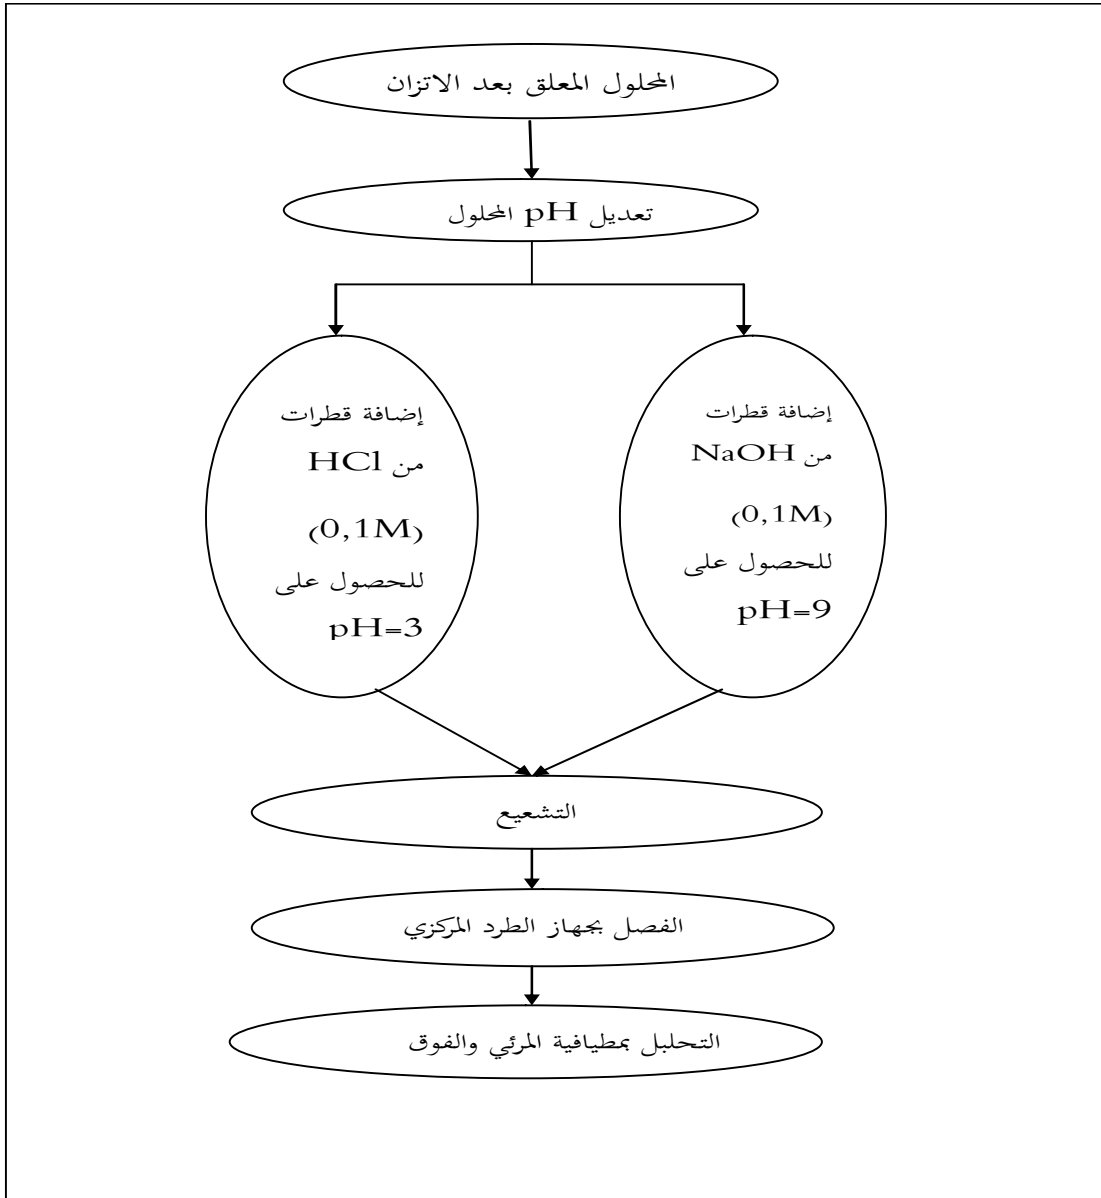 المحلول المعلق بعد الاتزان
تعديل pH المحلول
إضافة قطرات
من NaOH
(0,1M)
للحصول على
pH=9
إضافة قطرات
من HCl
(0,1M)
للحصول على
pH=3
التشعيع
الفصل بجهاز الطرد المركزي
التحليل بمطيافية المرئي والفوق